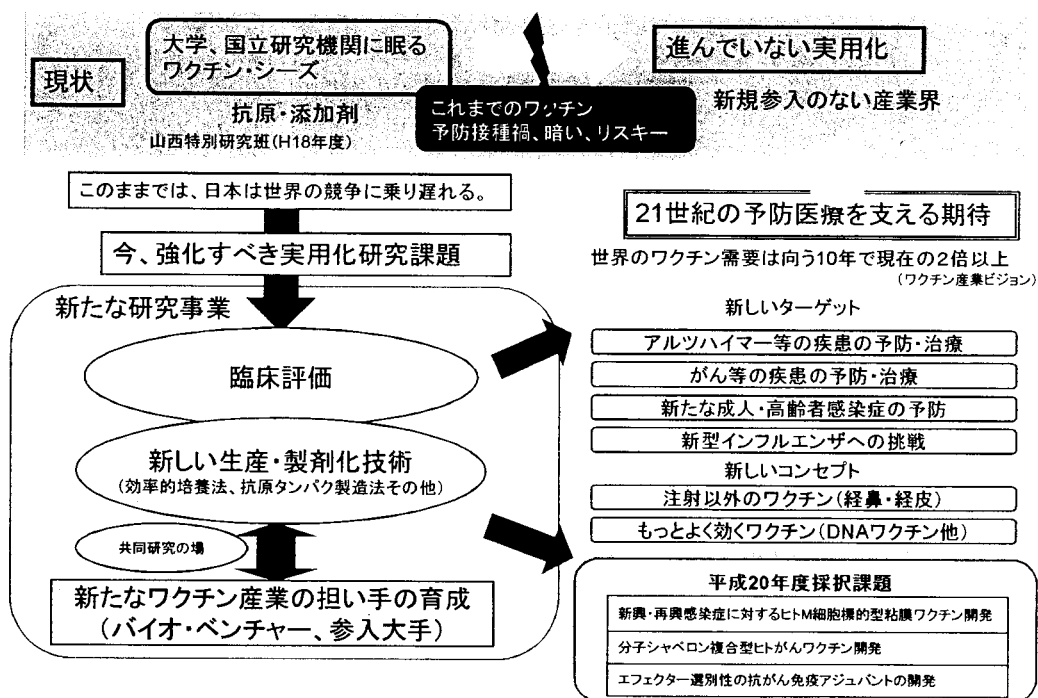 現状
大学、国立研究機関に眠る
ワクチン・シーズ
抗原・添加剤
山西特別研究班(H18年度)
これまでのワクチン
予防接種禍、暗い、リスキー
進んでいない実用化
新規参入のない産業界
このままでは、日本は世界の競争に乗り遅れる。
今、強化すべき実用化研究課題
新たな研究事業
臨床評価
新しい生産・製剤化技術
(効率的培養法、抗原タンパク製造法その他)
共同研究の場
新たなワクチン産業の担い手の育成
(バイオ・ベンチャー、参入大手)
21世紀の予防医療を支える期待
世界のワクチン需要は向う10年で現在の2倍以上
(ワクチン産業ビジョン)
新しいターゲット
アルツハイマー等の疾患の予防・治療
がん等の疾患の予防・治療
新たな成人・高齢者感染症の予防
新型インフルエンザへの挑戦
新しいコンセプト
注射以外のワクチン(経鼻・経皮)
もっとよく効くワクチン(DNAワクチン他)
平成20年度採択課題
新興・再興感染症に対するヒトM細胞標的型粘膜ワクチン開発
分子シャペロン複合型ヒトがんワクチン開発
エフェクター選別性の抗がん免疫アジュバントの開発